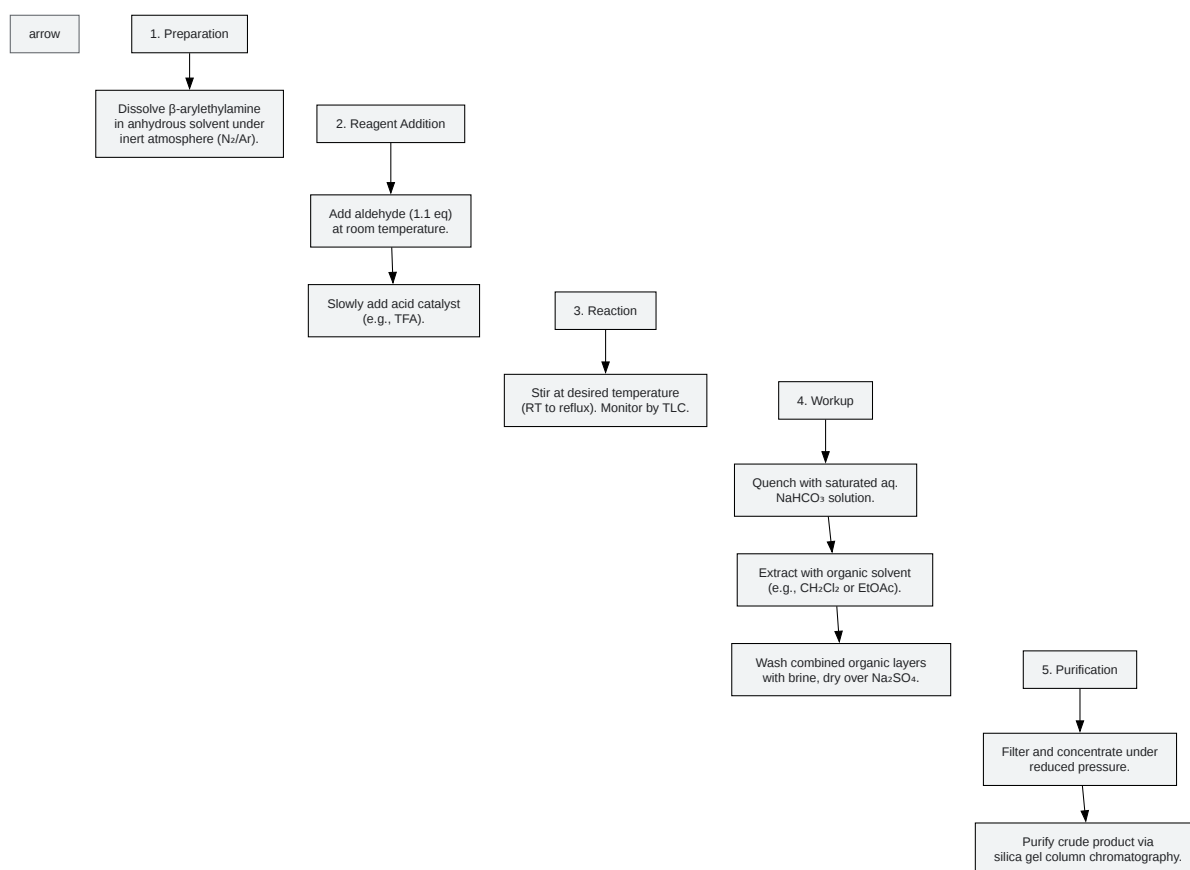 arrow
1. Preparation
Dissolve β-arylethylamine
in anhydrous solvent under
inert atmosphere (N₂/Ar).
2. Reagent Addition
Add aldehyde (1.1 eq)
at room temperature.
Slowly add acid catalyst
(e.g., TFA).
3. Reaction
Stir at desired temperature
(RT to reflux). Monitor by TLC.
4. Workup
Quench with saturated aq.
NaHCO₃ solution.
Extract with organic solvent
(e.g., CH₂Cl₂ or EtOAc).
Wash combined organic layers
with brine, dry over Na₂SO₄.
5. Purification
Filter and concentrate under
reduced pressure.
Purify crude product via
silica gel column chromatography.